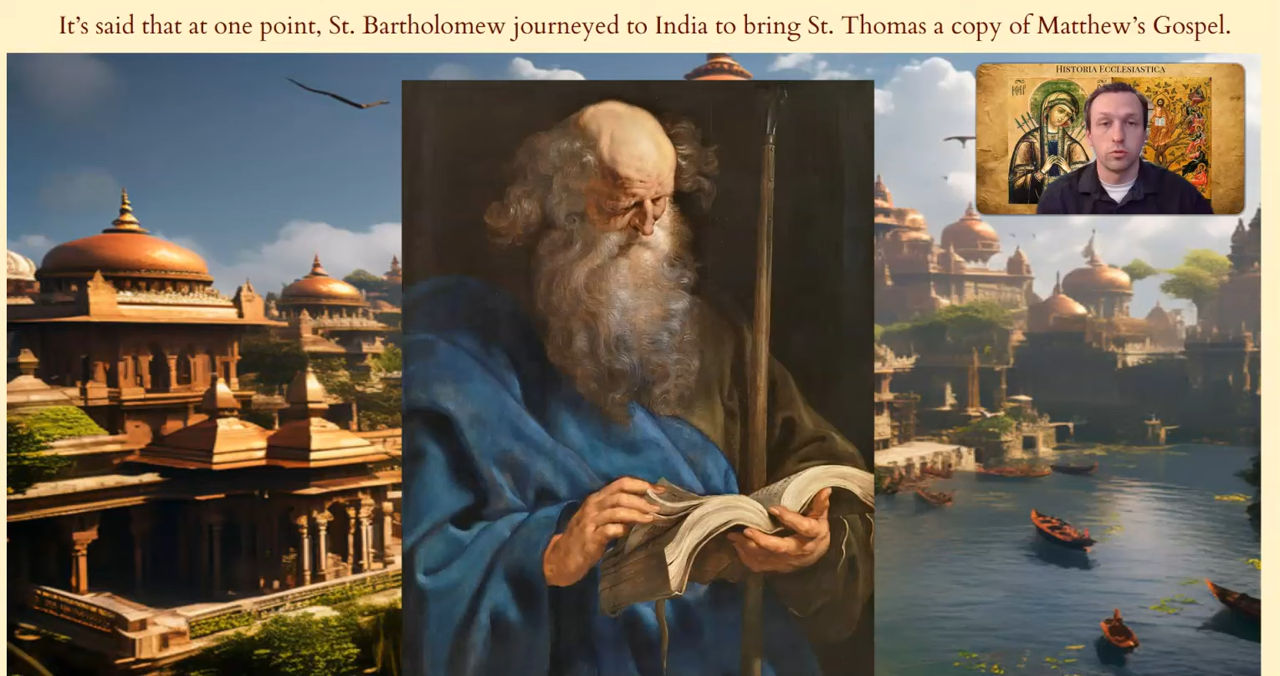 It’s said that at one point, St. Bartholomew journeyed to India to bring St. Thomas a copy of Matthew’s Gospel.
Historia Ecclesiastica